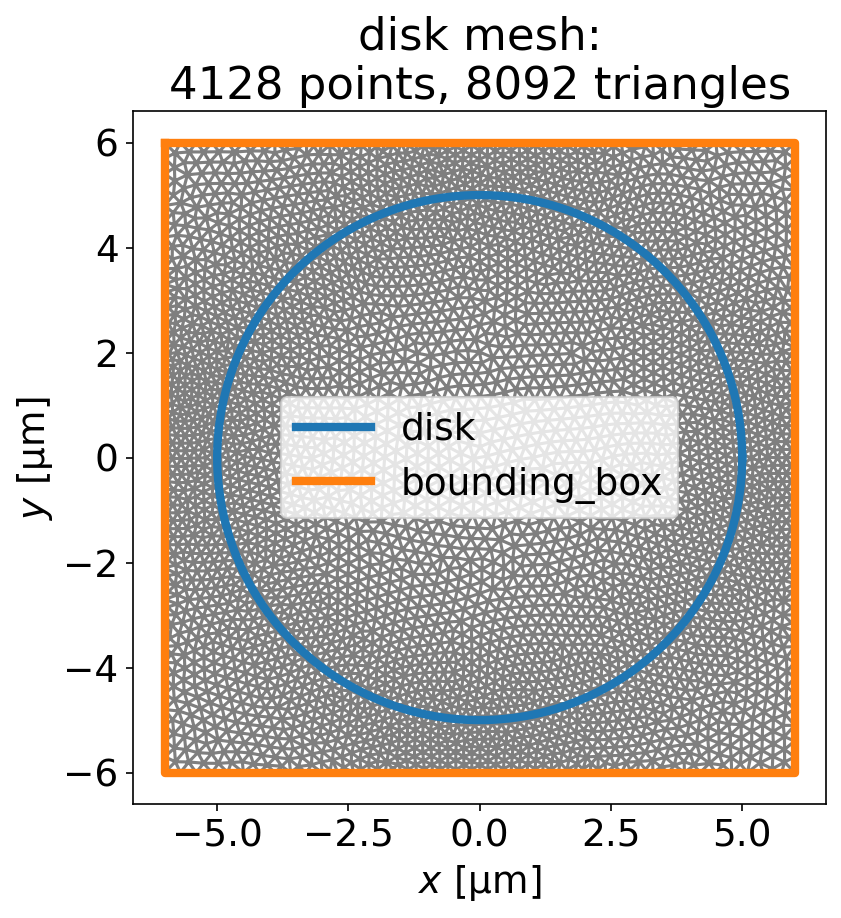 disk mesh:
4128 points, 8092 triangles
6
4
2
0
−2
−4
−6
y [μm]
disk
bounding_box
−5.0 −2.5 0.0 2.5 5.0
x [μm]